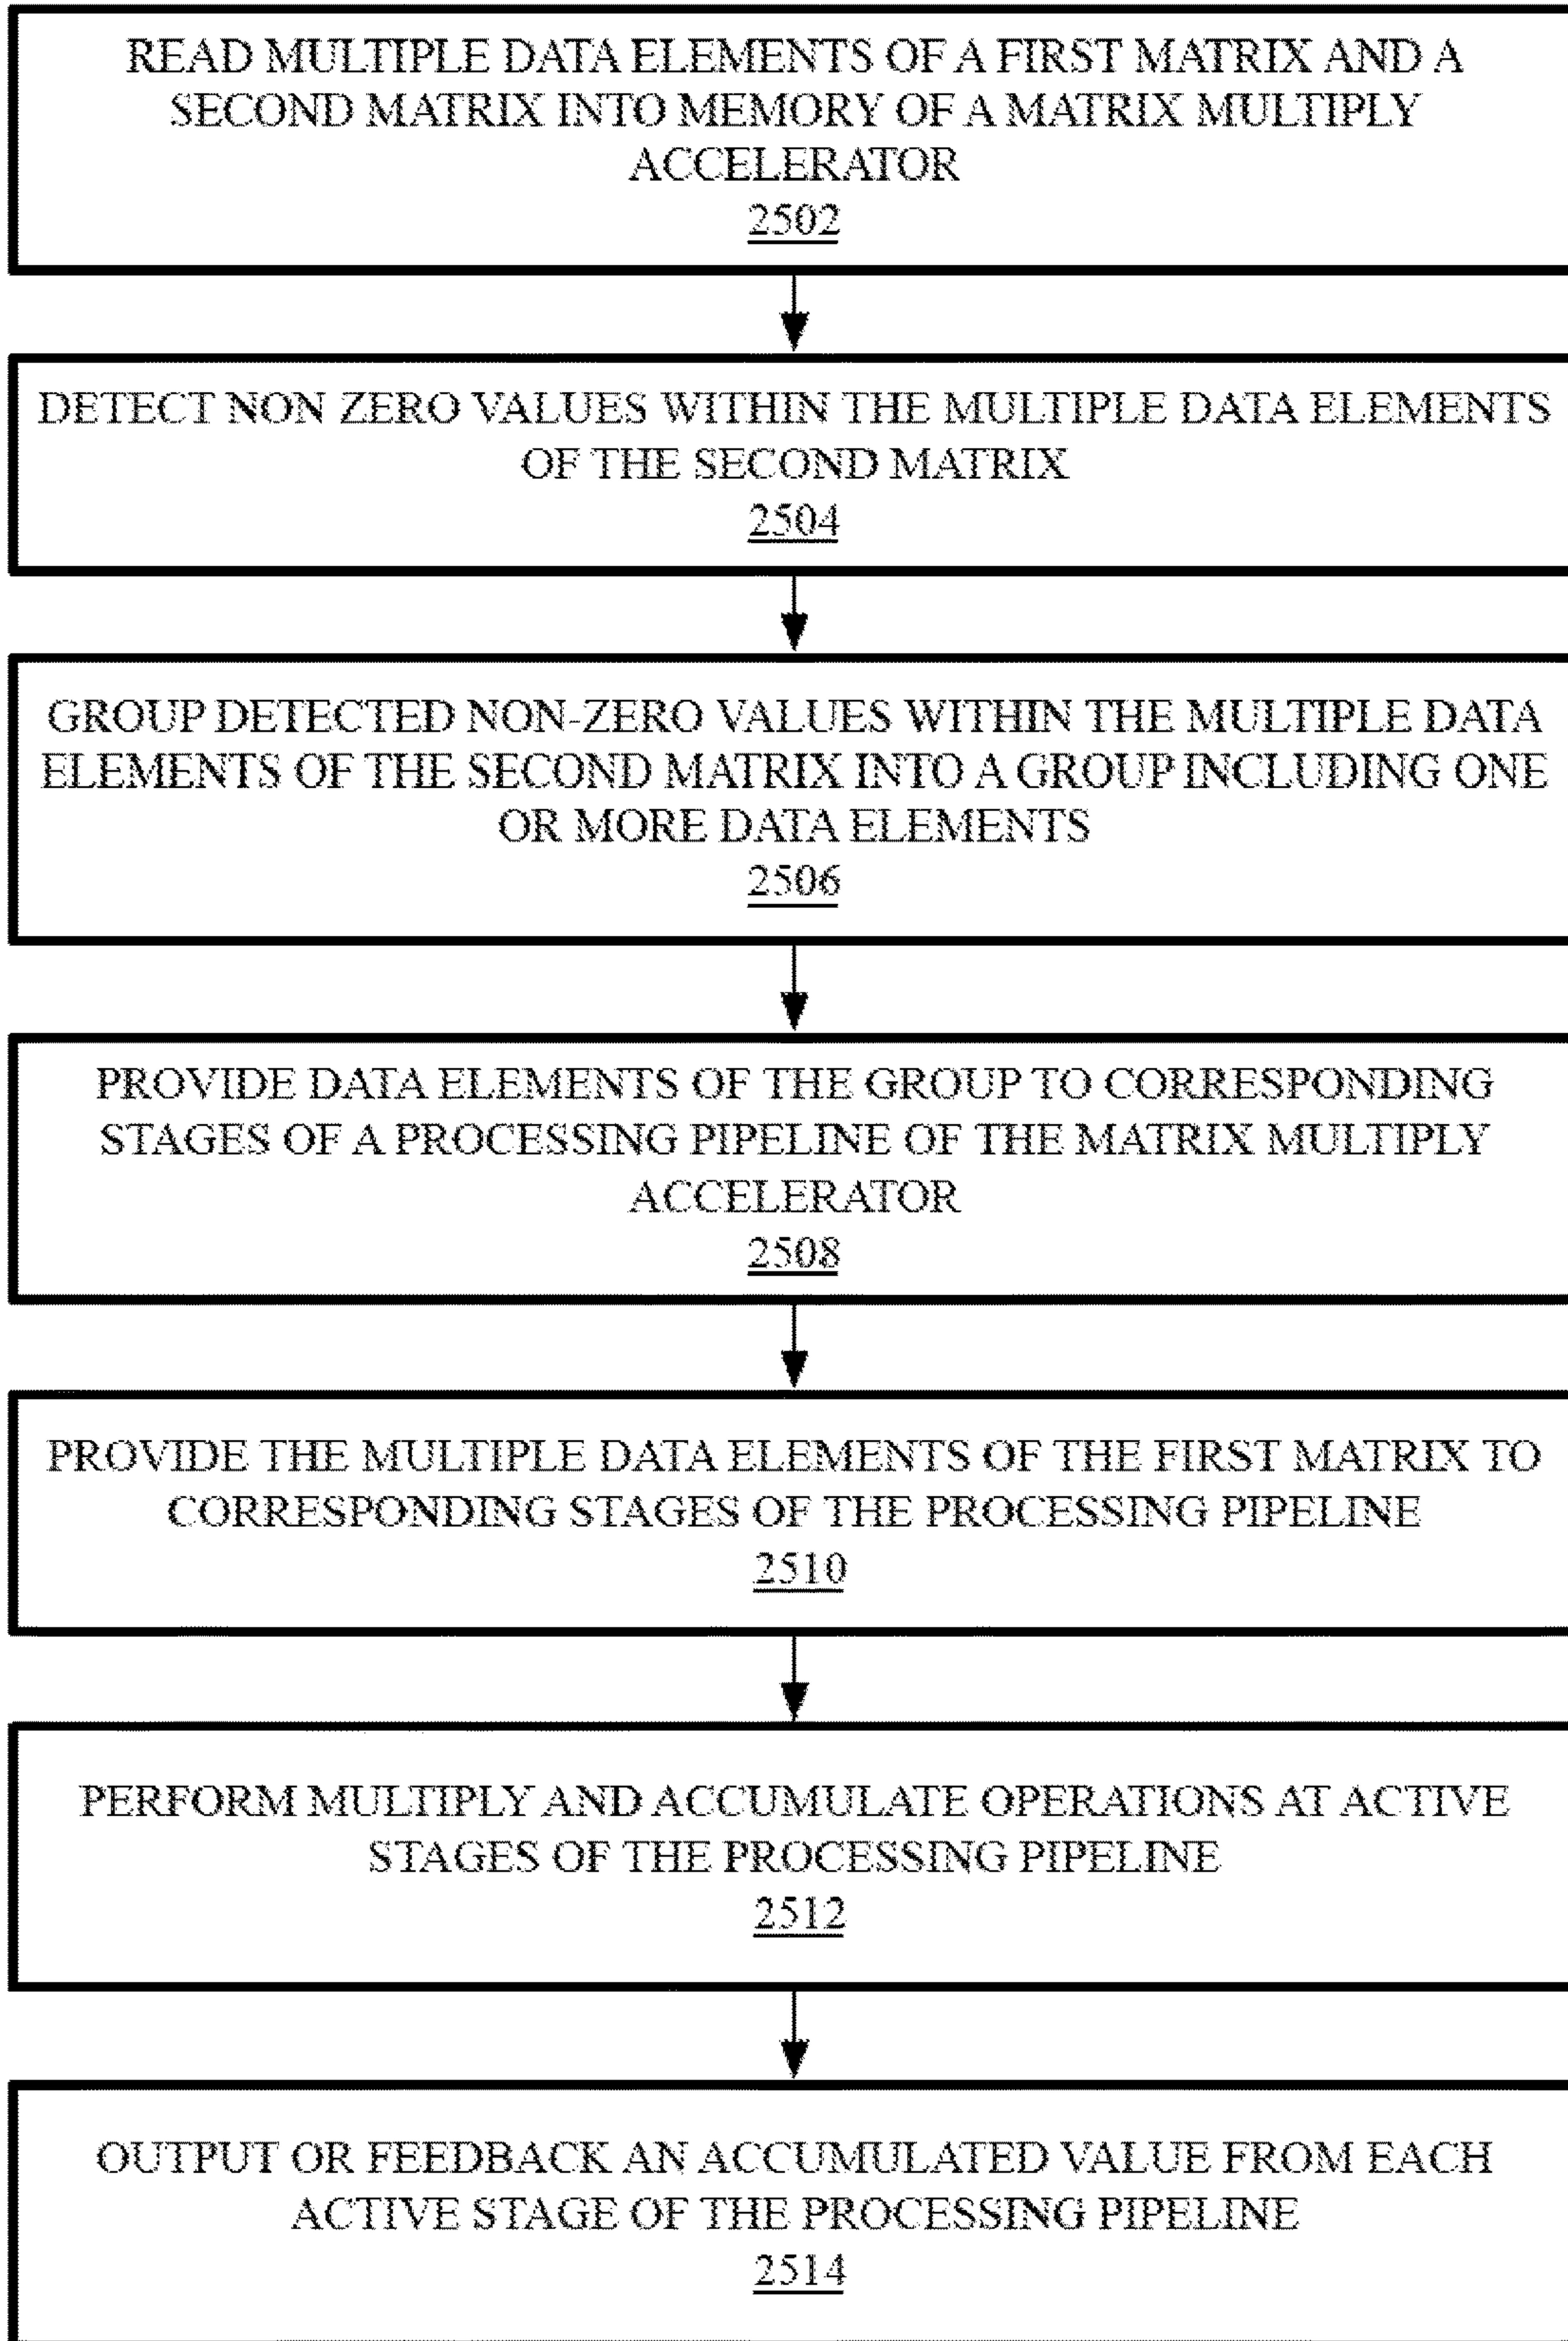 READ MULTIPLE DATA ELEMENTS OF A FIRST MATRIX AND A
SECOND MATRIX INTO MEMORY OF A MATRIX MULTIPLY
ACCELERATOR
2502
DETECT NON ZERO VALUES WITHIN THE MULTIPLE DATA ELEMENTS
OF THE SECOND MATRIX
2504
GROUP DETECTED NON-ZERO VALUES WITHIN THE MULTIPLE DATA
ELEMENTS OF THE SECOND MATRIX INTO A GROUP INCLUDING ONE
OR MORE DATA ELEMENTS
2506
PROVIDE DATA ELEMENTS OF THE GROUP TO CORRESPONDING
STAGES OF A PROCESSING PIPELINE OF THE MATRIX MULTIPLY
ACCELERATOR
2508
PROVIDE THE MULTIPLE DATA ELEMENTS OF THE FIRST MATRIX TO
CORRESPONDING STAGES OF THE PROCESSING PIPELINE
2510
PERFORM MULTIPLY AND ACCUMULATE OPERATIONS AT ACTIVE
STAGES OF THE PROCESSING PIPELINE
2512
OUTPUT OR FEEDBACK AN ACCUMULATED VALUE FROM EACH
ACTIVE STAGE OF THE PROCESSING PIPELINE
2514